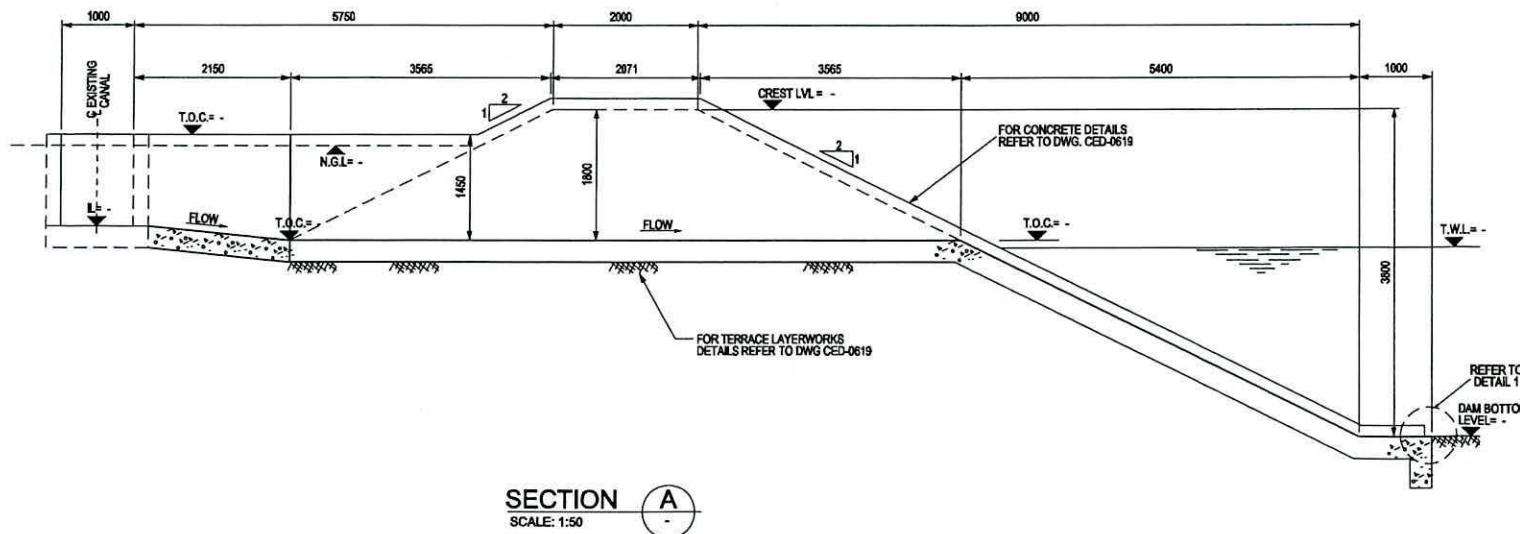 1000 5750 2000 9000
2150 3565 2971 3565 5400 1000
℄ EXISTING
CANAL
T.O.C.= -
N.G.L= -
1
2
CREST LVL = -
FOR CONCRETE DETAILS
REFER TO DWG. CED-0619
2
1
1450
1800
IL= -
FLOW
T.O.C.= -
FLOW
T.O.C.= -
T.W.L= -
3800
FOR TERRACE LAYERWORKS
DETAILS REFER TO DWG CED-0619
REFER TO
DETAIL 1
DAM BOTTO
LEVEL= -
SECTION A
SCALE: 1:50 -